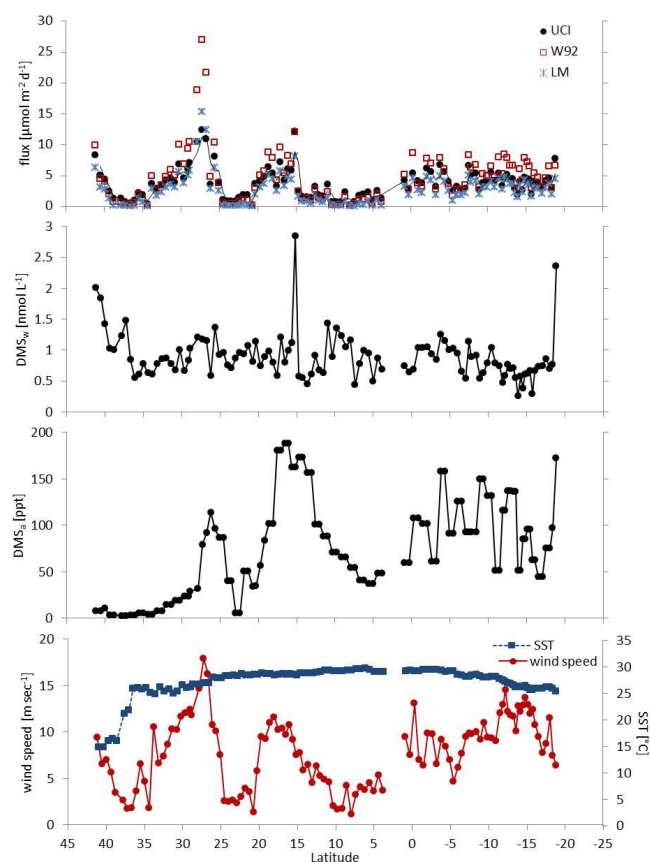 30
25
20
15
10
5
0
flux [µmol m-2 d-1]
UCI
W92
LM
3
2.5
2
1.5
1
0.5
0
DMSw [nmol L-1]
200
150
100
50
0
DMSa [ppt]
20
15
10
5
0
wind speed [m sec-1]
SST
wind speed
35
30
25
20
15
10
5
0
SST [°C]
45 40 35 30 25 20 15 10 5 0 -5 -10 -15 -20 -25
Latitude